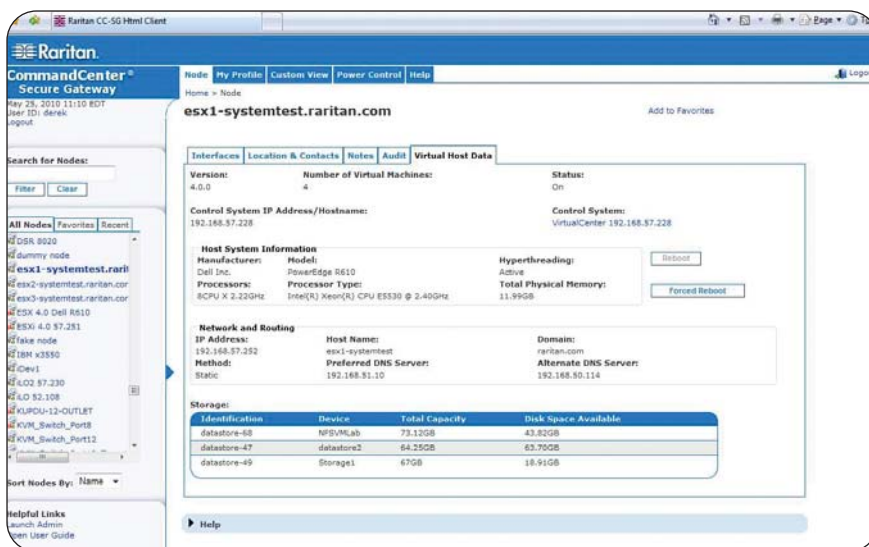 Raritan CC-SG Html Client
Page
Raritan.
CommandCenter®
Secure Gateway
May 25, 2010 11:10 EDT
User ID: derek
Logout
Node My Profile Custom View Power Control Help
Logo
Home > Node
esx1-systemtest.raritan.com
Add to Favorites
Search for Nodes:
Filter Clear
All Nodes Favorites Recent
DSR 8020
dummy node
esx1-systemtest.rarit
esx2-systemtest.raritan.cor
esx3-systemtest.raritan.cor
ESX 4.0 Dell R610
ESXi 4.0 57.251
fake node
IBM x3550
iDev1
iLO2 57.230
iLO 52.108
KUPDU-12-OUTLET
KVM_Switch_Port8
KVM_Switch_Port12
Sort Nodes By: Name
Helpful Links
Launch Admin
Open User Guide
Interfaces Location & Contacts Notes Audit Virtual Host Data
Version: Number of Virtual Machines: Status:
4.0.0 4 On
Control System IP Address/Hostname: Control System:
192.168.57.228 VirtualCenter 192.168.57.228
Host System Information
Manufacturer: Model: Hyperthreading:
Dell Inc. PowerEdge R610 Active
Processors: Processor Type: Total Physical Memory:
8CPU X 2.22GHz Intel(R) Xeon(R) CPU E5530 @ 2.40GHz 11.99GB
Reboot
Forced Reboot
Network and Routing
IP Address: Host Name: Domain:
192.168.57.252 esx1-systemtest raritan.com
Method: Preferred DNS Server: Alternate DNS Server:
Static 192.168.51.10 192.168.50.114
Storage:
Identification Device Total Capacity Disk Space Available
datastore-68 NFSVMLab 73.12GB 43.82GB
datastore-47 datastore2 64.25GB 63.70GB
datastore-49 Storage1 67GB 18.91GB
Help